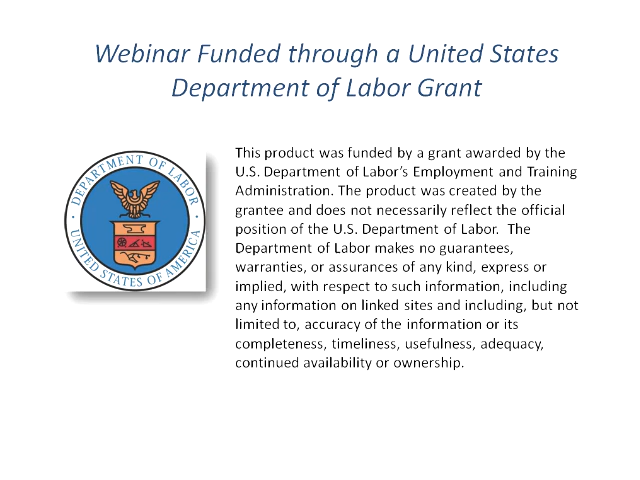 Webinar Funded through a United States
Department of Labor Grant
DEPARTMENT OF LABOR
UNITED STATES OF AMERICA
This product was funded by a grant awarded by the
U.S. Department of Labor’s Employment and Training
Administration. The product was created by the
grantee and does not necessarily reflect the official
position of the U.S. Department of Labor.  The
Department of Labor makes no guarantees,
warranties, or assurances of any kind, express or
implied, with respect to such information, including
any information on linked sites and including, but not
limited to, accuracy of the information or its
completeness, timeliness, usefulness, adequacy,
continued availability or ownership.